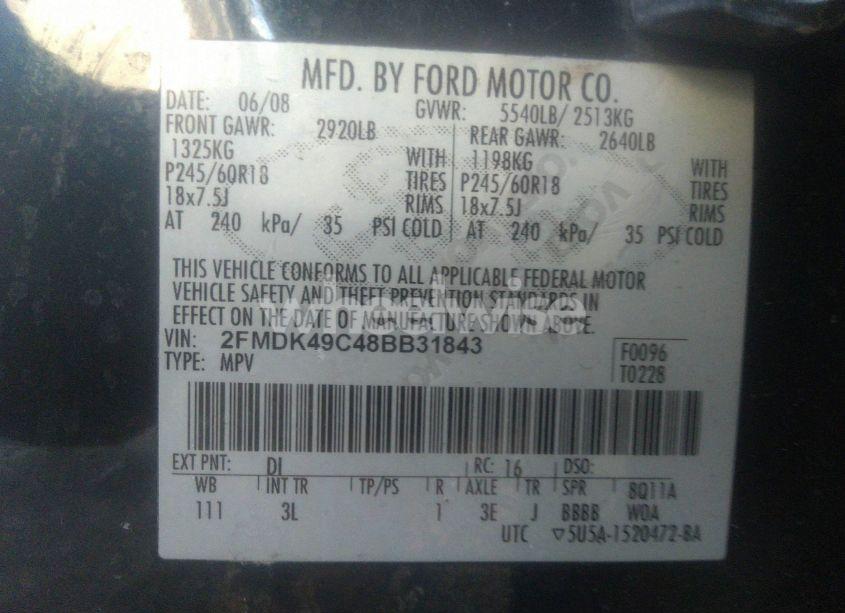 MFD. BY FORD MOTOR CO.
DATE: 06/08 GVWR: 5540LB/ 2513KG
FRONT GAWR: 2920LB REAR GAWR: 2640LB
1325KG WITH 1198KG WITH
P245/60R18 TIRES P245/60R18 TIRES
18x7.5J RIMS 18x7.5J RIMS
AT 240 kPa/ 35 PSI COLD AT 240 kPa/ 35 PSI COLD
THIS VEHICLE CONFORMS TO ALL APPLICABLE FEDERAL MOTOR
VEHICLE SAFETY AND THEFT PREVENTION STANDARDS IN
EFFECT ON THE DATE OF MANUFACTURE SHOWN ABOVE.
VIN: 2FMDK49C48BB31843 F0096
TYPE: MPV T0228
EXT PNT: DI RC: 16 DSO:
WB INT TR TP/PS R AXLE TR SPR 8Q11A
111 3L 1 3E J BBBB WOA
UTC ▽5U5A-1520472-BA